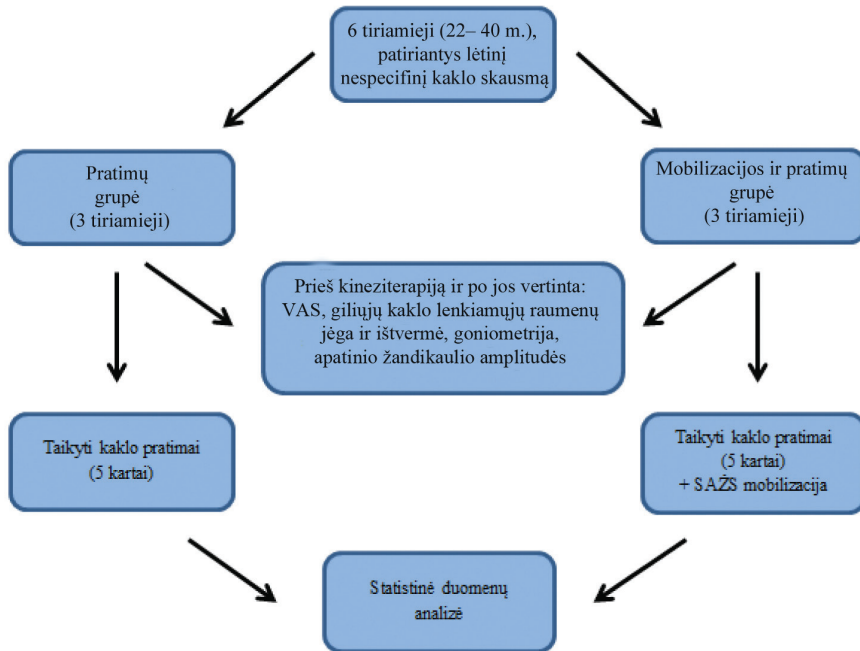 6 tiriamieji (22– 40 m.),
patiriantys lėtinį
nespecifinį kaklo skausmą
Pratimų
grupė
(3 tiriamieji)
Mobilizacijos ir pratimų
grupė
(3 tiriamieji)
Prieš kineziterapiją ir po jos vertinta:
VAS, giliųjų kaklo lenkiamųjų raumenų
jėga ir ištvermė, goniometrija,
apatinio žandikaulio amplitudės
Taikyti kaklo pratimai
(5 kartai)
Taikyti kaklo pratimai
(5 kartai)
+ SAŽS mobilizacija
Statistinė duomenų
analizė